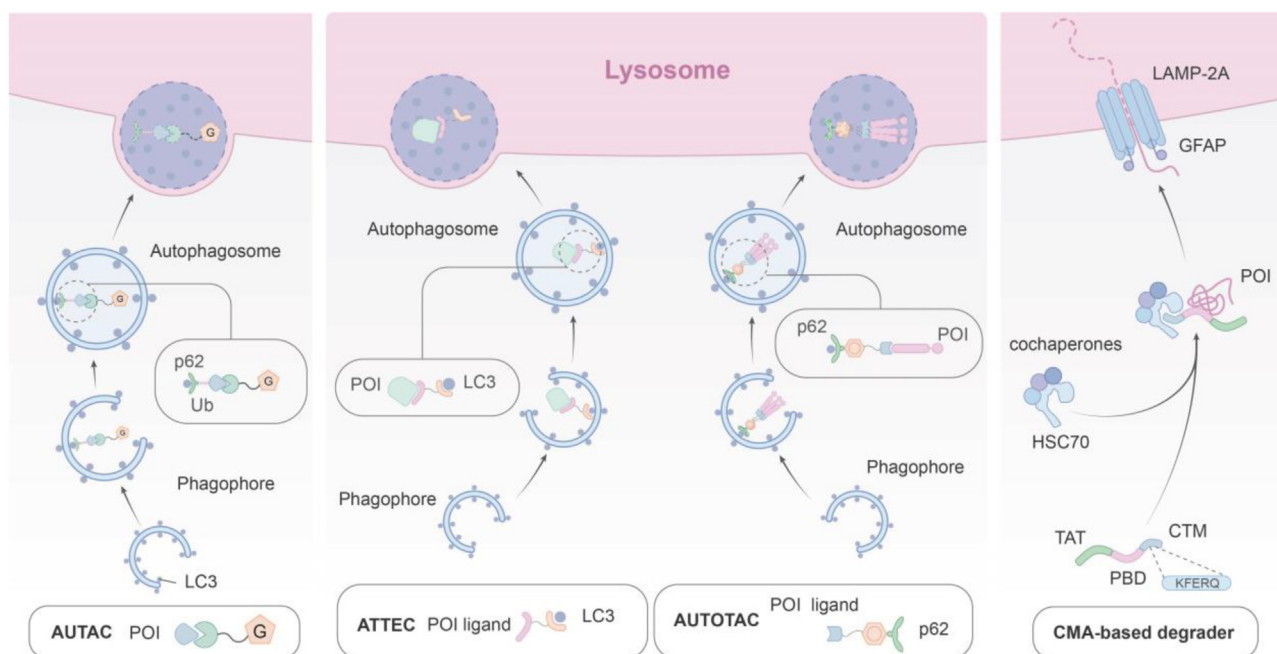 Lysosome
G
Autophagosome
G
p62
G
Ub
G
Phagophore
LC3
AUTAC POI G
Autophagosome
POI LC3
Phagophore
ATTEC POI ligand LC3
Autophagosome
p62 POI
Phagophore
AUTOTAC POI ligand p62
LAMP-2A
GFAP
POI
cochaperones
HSC70
TAT CTM
PBD KFERQ
CMA-based degrader